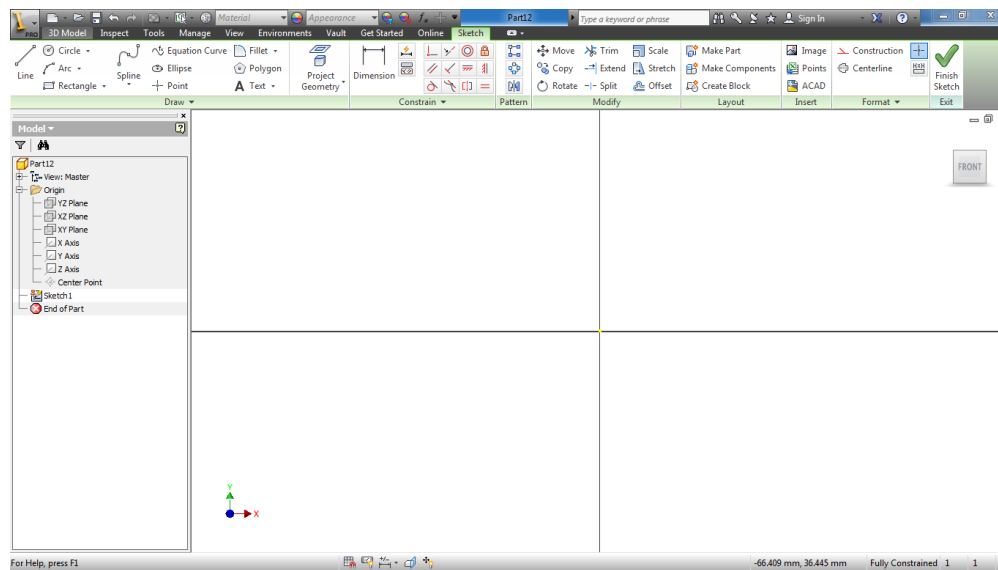 Material Appearance Part12 Type a keyword or phrase Sign In
PRO 3D Model Inspect Tools Manage View Environments Vault Get Started Online Sketch
Circle Equation Curve Fillet Move Trim Scale Make Part Image Construction
Arc Ellipse Polygon Copy Extend Stretch Make Components Points Centerline
Line Spline Project Geometry Dimension Finish Sketch
Rectangle Point A Text Rotate Split Offset Create Block ACAD
Draw Constrain Pattern Modify Layout Insert Format Exit
Model
Part12
View: Master
Origin
YZ Plane
XZ Plane
XY Plane
X Axis
Y Axis
Z Axis
Center Point
Sketch1
End of Part
FRONT
Y
X
For Help, press F1 -66.409 mm, 36.445 mm Fully Constrained 1 1